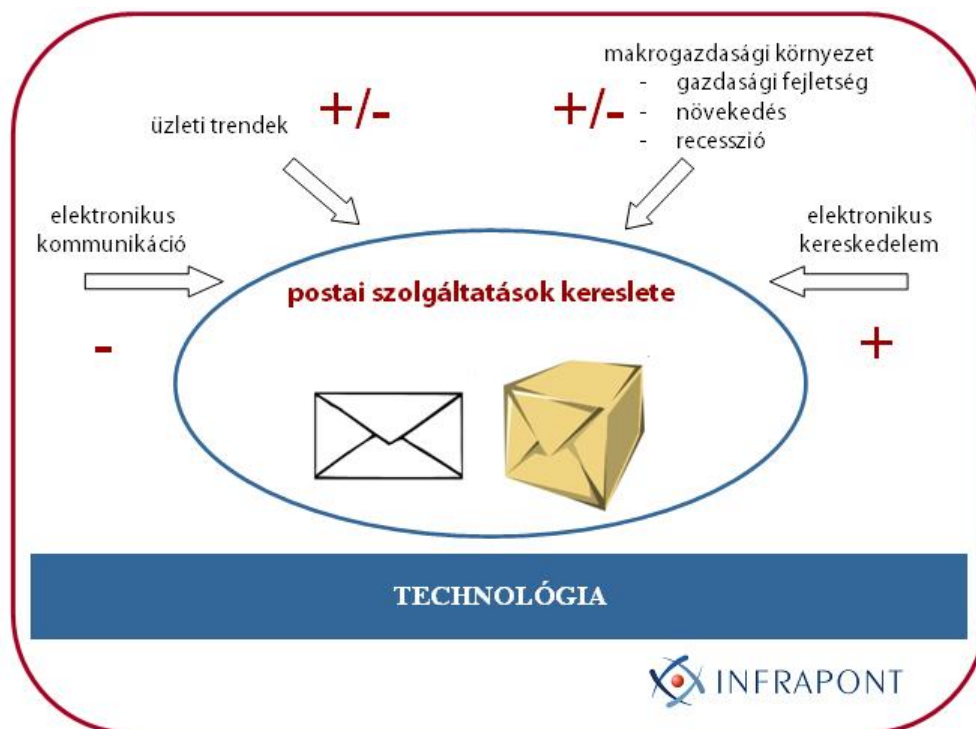 makrogazdasági környezet
- gazdasági fejletség
- növekedés
- recesszió
+/-
+/-
üzleti trendek
elektronikus
kommunikáció
elektronikus
kereskedelem
postai szolgáltatások kereslete
-
+
TECHNOLÓGIA
INFRAPONT